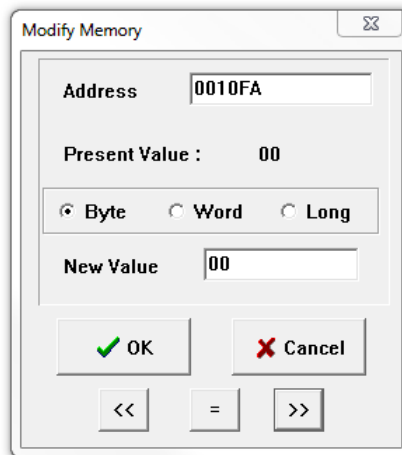 Modify Memory
Address 0010FA
Present Value : 00
Byte Word Long
New Value 00
OK Cancel
<< = >>